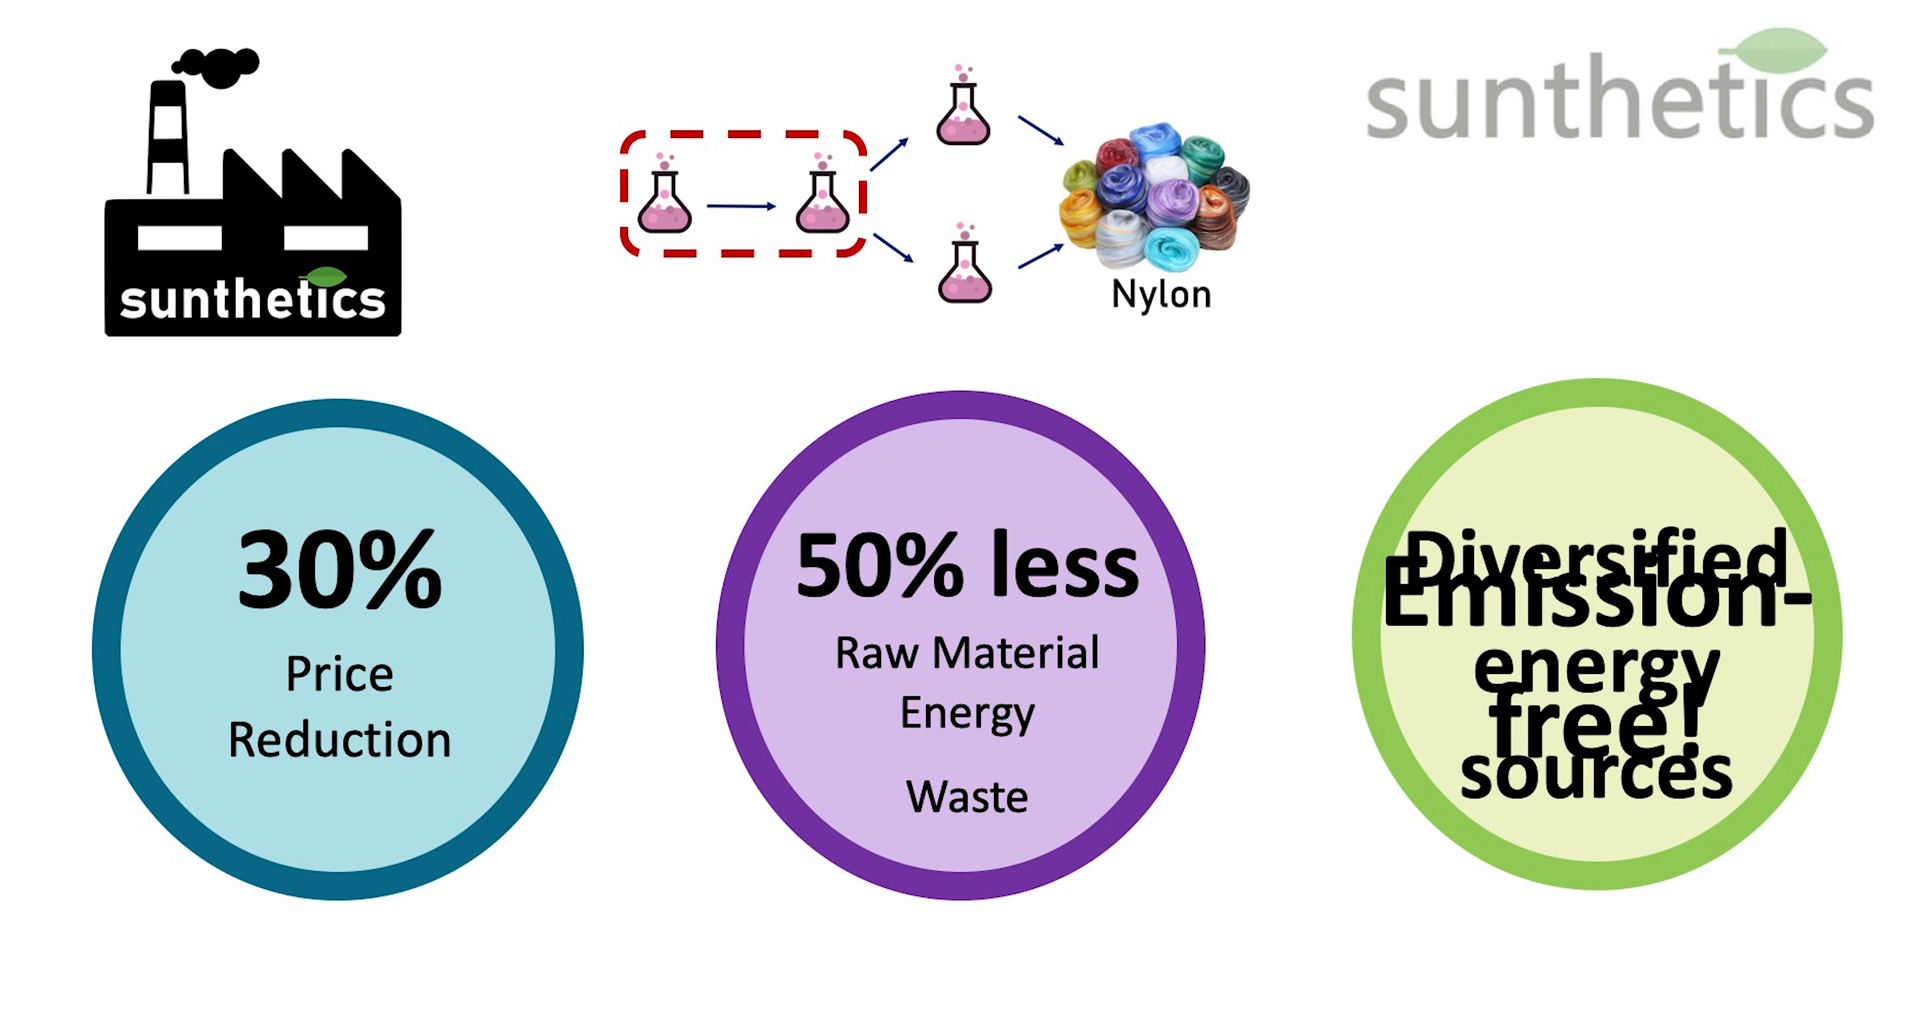 sunthetics
sunthetics
Nylon
30%
Price
Reduction
50% less
Raw Material
Energy
Waste
Diversified
energy
sources
Emission-
free!